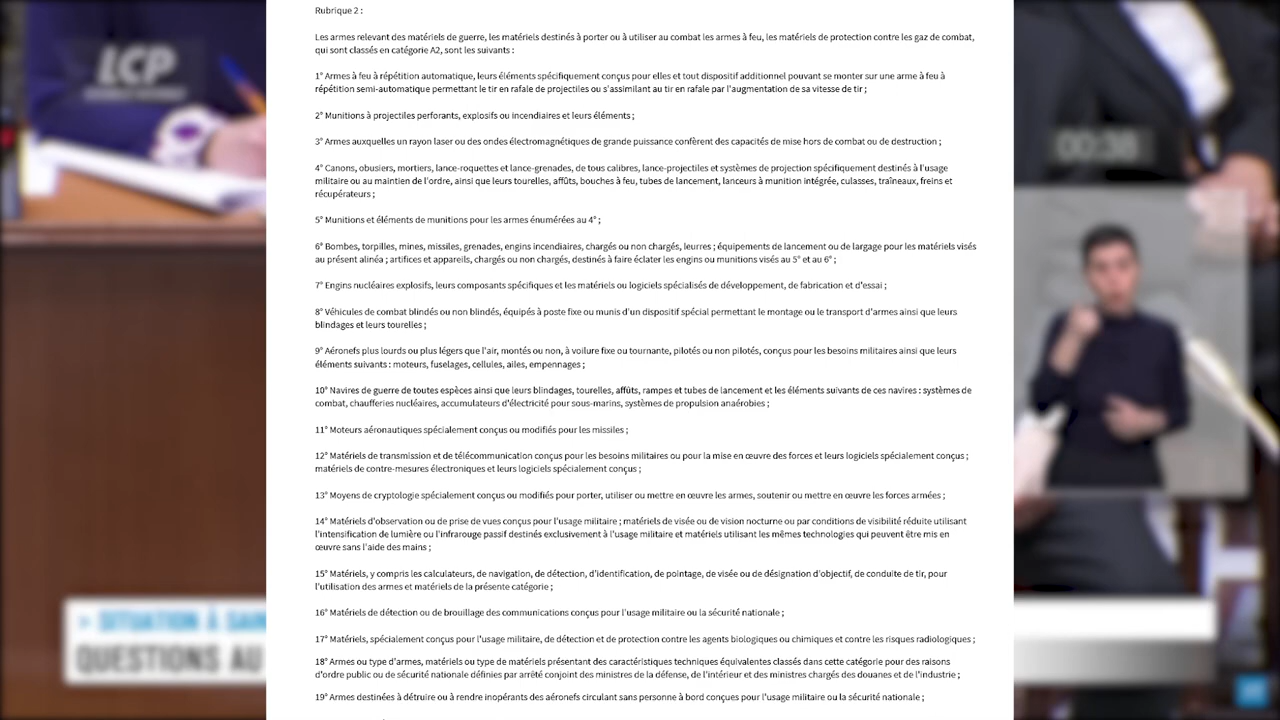 Rubrique 2 :
Les armes relevant des matériels de guerre, les matériels destinés à porter ou à utiliser au combat les armes à feu, les matériels de protection contre les gaz de combat,
qui sont classés en catégorie A2, sont les suivants :
1° Armes à feu à répétition automatique, leurs éléments spécifiquement conçus pour elles et tout dispositif additionnel pouvant se monter sur une arme à feu à
répétition semi-automatique permettant le tir en rafale de projectiles ou s'assimilant au tir en rafale par l'augmentation de sa vitesse de tir ;
2° Munitions à projectiles perforants, explosifs ou incendiaires et leurs éléments ;
3° Armes auxquelles un rayon laser ou des ondes électromagnétiques de grande puissance confèrent des capacités de mise hors de combat ou de destruction ;
4° Canons, obusiers, mortiers, lance-roquettes et lance-grenades, de tous calibres, lance-projectiles et systèmes de projection spécifiquement destinés à l'usage
militaire ou au maintien de l'ordre, ainsi que leurs tourelles, affûts, bouches à feu, tubes de lancement, lanceurs à munition intégrée, culasses, traîneaux, freins et
récupérateurs ;
5° Munitions et éléments de munitions pour les armes énumérées au 4° ;
6° Bombes, torpilles, mines, missiles, grenades, engins incendiaires, chargés ou non chargés, leurres ; équipements de lancement ou de largage pour les matériels visés
au présent alinéa ; artifices et appareils, chargés ou non chargés, destinés à faire éclater les engins ou munitions visés au 5° et au 6° ;
7° Engins nucléaires explosifs, leurs composants spécifiques et les matériels ou logiciels spécialisés de développement, de fabrication et d'essai ;
8° Véhicules de combat blindés ou non blindés, équipés à poste fixe ou munis d'un dispositif spécial permettant le montage ou le transport d'armes ainsi que leurs
blindages et leurs tourelles ;
9° Aéronefs plus lourds ou plus légers que l'air, montés ou non, à voilure fixe ou tournante, pilotés ou non pilotés, conçus pour les besoins militaires ainsi que leurs
éléments suivants : moteurs, fuselages, cellules, ailes, empennages ;
10° Navires de guerre de toutes espèces ainsi que leurs blindages, tourelles, affûts, rampes et tubes de lancement et les éléments suivants de ces navires : systèmes de
combat, chaufferies nucléaires, accumulateurs d'électricité pour sous-marins, systèmes de propulsion anaérobies ;
11° Moteurs aéronautiques spécialement conçus ou modifiés pour les missiles ;
12° Matériels de transmission et de télécommunication conçus pour les besoins militaires ou pour la mise en œuvre des forces et leurs logiciels spécialement conçus ;
matériels de contre-mesures électroniques et leurs logiciels spécialement conçus ;
13° Moyens de cryptologie spécialement conçus ou modifiés pour porter, utiliser ou mettre en œuvre les armes, soutenir ou mettre en œuvre les forces armées ;
14° Matériels d'observation ou de prise de vues conçus pour l'usage militaire ; matériels de visée ou de vision nocturne ou par conditions de visibilité réduite utilisant
l'intensification de lumière ou l'infrarouge passif destinés exclusivement à l'usage militaire et matériels utilisant les mêmes technologies qui peuvent être mis en
œuvre sans l'aide des mains ;
15° Matériels, y compris les calculateurs, de navigation, de détection, d'identification, de pointage, de visée ou de désignation d'objectif, de conduite de tir, pour
l'utilisation des armes et matériels de la présente catégorie ;
16° Matériels de détection ou de brouillage des communications conçus pour l'usage militaire ou la sécurité nationale ;
17° Matériels, spécialement conçus pour l'usage militaire, de détection et de protection contre les agents biologiques ou chimiques et contre les risques radiologiques ;
18° Armes ou type d'armes, matériels ou type de matériels présentant des caractéristiques techniques équivalentes classés dans cette catégorie pour des raisons
d'ordre public ou de sécurité nationale définies par arrêté conjoint des ministres de la défense, de l'intérieur et des ministres chargés des douanes et de l'industrie ;
19° Armes destinées à détruire ou à rendre inopérants des aéronefs circulant sans personne à bord conçues pour l'usage militaire ou la sécurité nationale ;
LCP
00:38
> SITUATION À
QUESTIONS AU